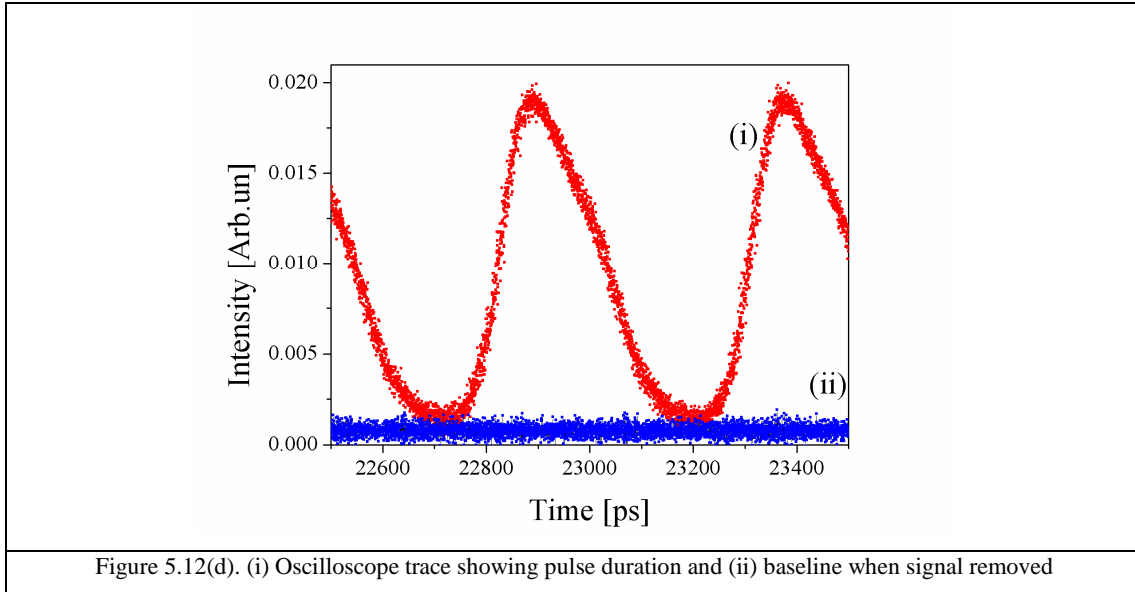 0.020
0.015
0.010
0.005
0.000
Intensity [Arb.un]
(i)
(ii)
22600 22800 23000 23200 23400
Time [ps]
Figure 5.12(d). (i) Oscilloscope trace showing pulse duration and (ii) baseline when signal removed